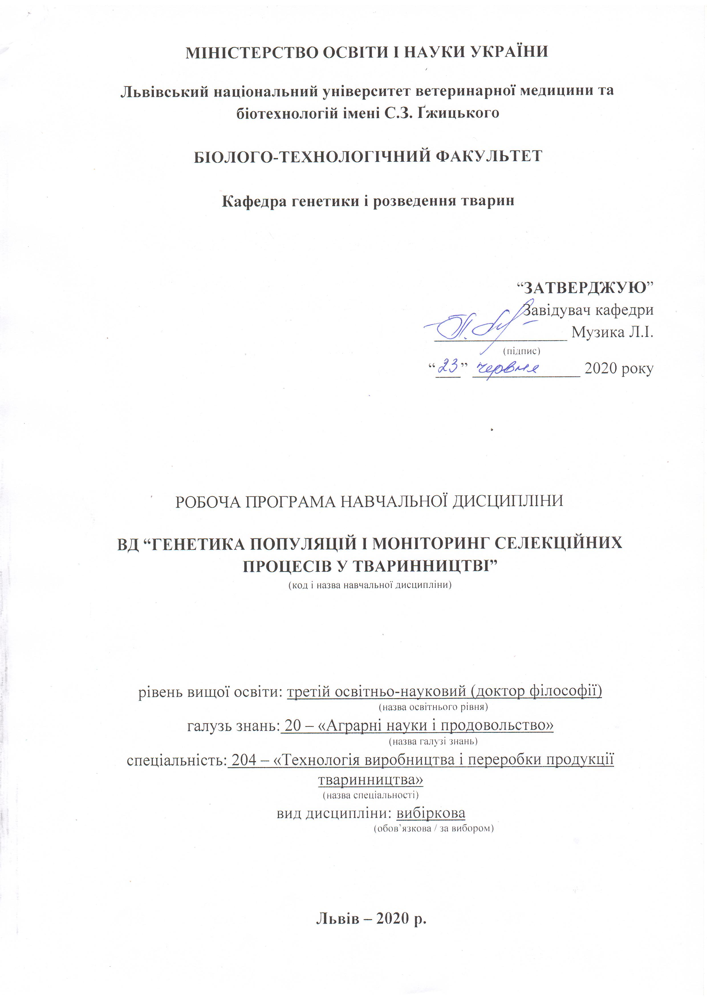 МІНІСТЕРСТВО ОСВІТИ І НАУКИ УКРАЇНИ
Львівський національний університет ветеринарної медицини та
біотехнологій імені С.З. Ґжицького
БІОЛОГО-ТЕХНОЛОГІЧНИЙ ФАКУЛЬТЕТ
Кафедра генетики і розведення тварин
“ЗАТВЕРДЖУЮ”
Завідувач кафедри
Музика Л.І.
(підпис)
“23” червня 2020 року
РОБОЧА ПРОГРАМА НАВЧАЛЬНОЇ ДИСЦИПЛІНИ
ВД “ГЕНЕТИКА ПОПУЛЯЦІЙ І МОНІТОРИНГ СЕЛЕКЦІЙНИХ
ПРОЦЕСІВ У ТВАРИННИЦТВІ”
(код і назва навчальної дисципліни)
рівень вищої освіти: третій освітньо-науковий (доктор філософії)
(назва освітнього рівня)
галузь знань: 20 – «Аграрні науки і продовольство»
(назва галузі знань)
спеціальність: 204 – «Технологія виробництва і переробки продукції
тваринництва»
(назва спеціальності)
вид дисципліни: вибіркова
(обов`язкова / за вибором)
Львів – 2020 р.